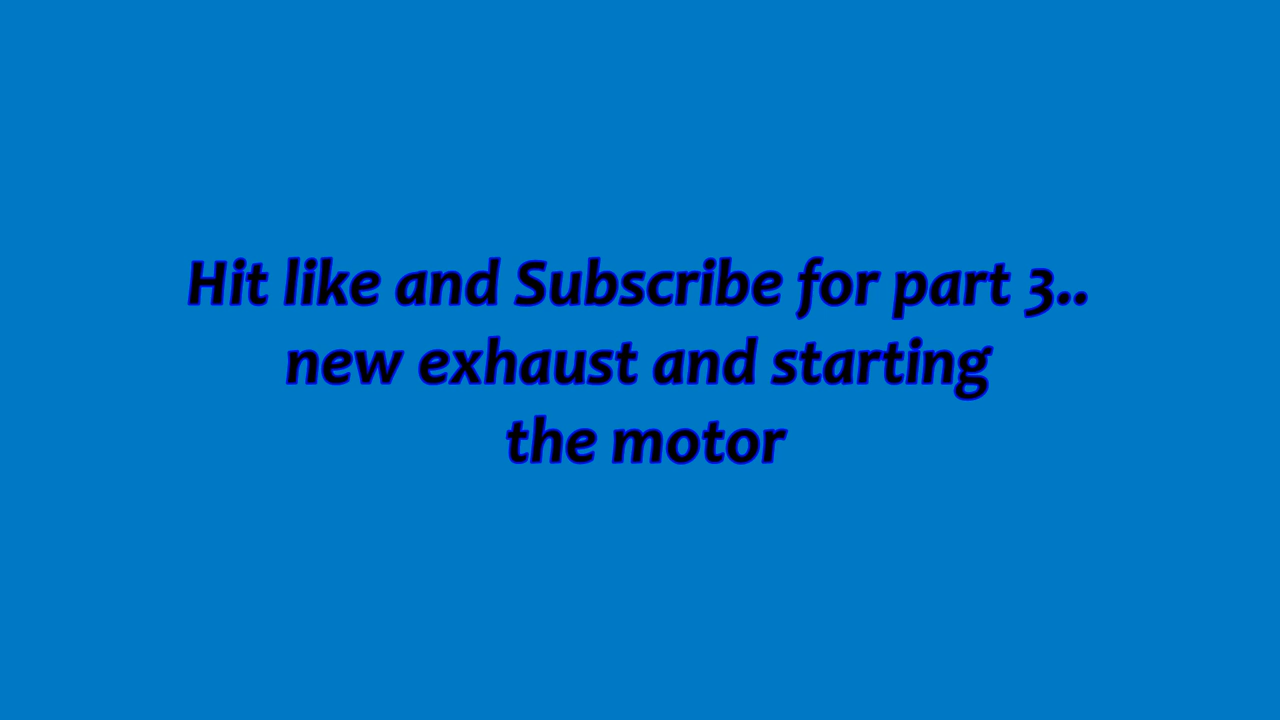 Hit like and Subscribe for part 3..
new exhaust and starting
the motor